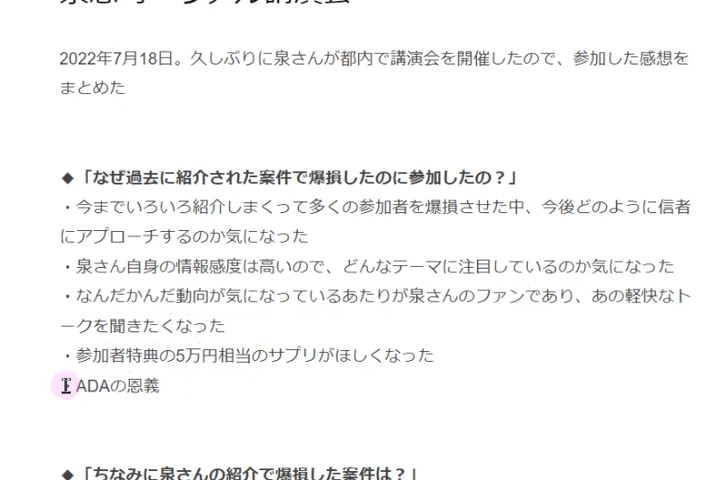 2022年7月18日。久しぶりに泉さんが都内で講演会を開催したので、参加した感想を
まとめた
◆「なぜ過去に紹介された案件で爆損したのに参加したの？」
・今までいろいろ紹介しまくって多くの参加者を爆損させた中、今後どのように信者
にアプローチするのか気になった
・泉さん自身の情報感度は高いので、どんなテーマに注目しているのか気になった
・なんだかんだ動向が気になっているあたりが泉さんのファンであり、あの軽快なト
ークを聞きたくなった
・参加者特典の5万円相当のサプリがほしくなった
ADAの恩義
◆「ちなみに泉さんの紹介で爆損した案件は？」